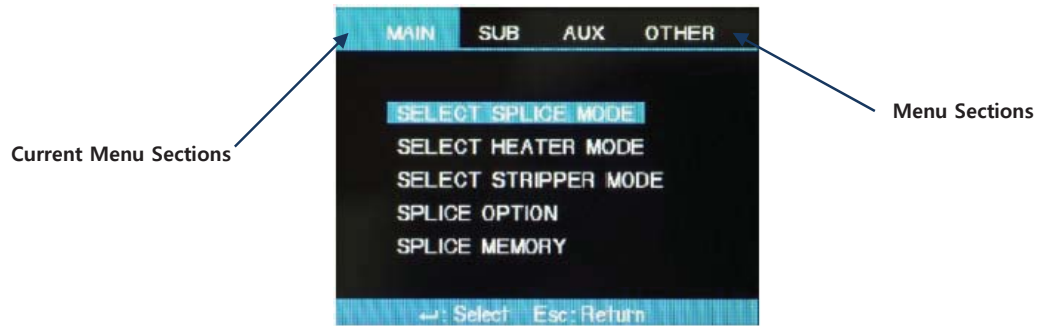 MAIN SUB AUX OTHER
Menu Sections
Current Menu Sections
SELECT SPLICE MODE
SELECT HEATER MODE
SELECT STRIPPER MODE
SPLICE OPTION
SPLICE MEMORY
↵: Select Esc: Return